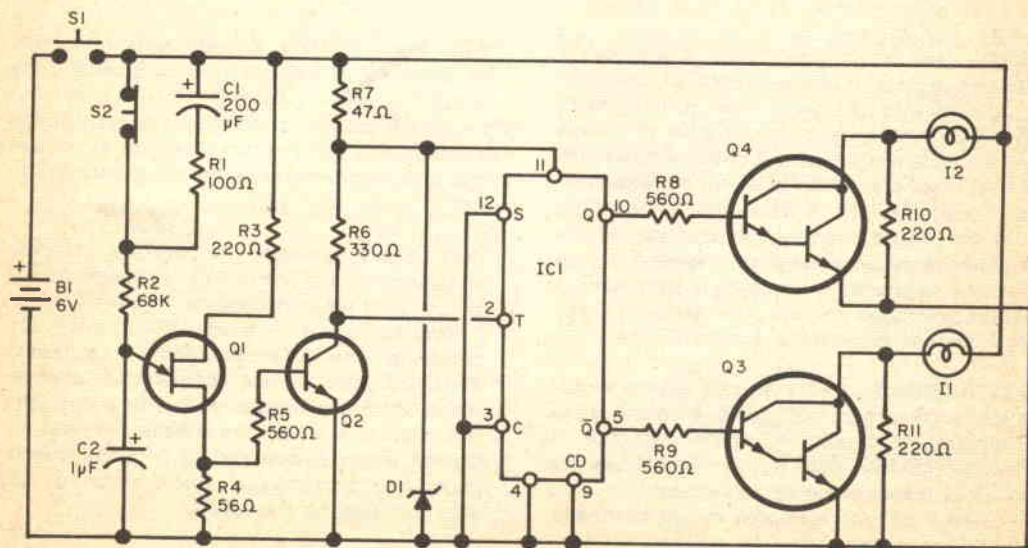 S1
S2
+
C1
200
µF
R1
100Ω
R3
220Ω
R7
47Ω
R6
330Ω
+
B1
6V
R2
68K
Q1
R5
560Ω
Q2
+
C2
1µF
R4
56Ω
D1
11
12
S
Q
10
IC1
2
T
3
C
Q̅
5
CD
4
9
R8
560Ω
R9
560Ω
Q4
I2
R10
220Ω
Q3
I1
R11
220Ω